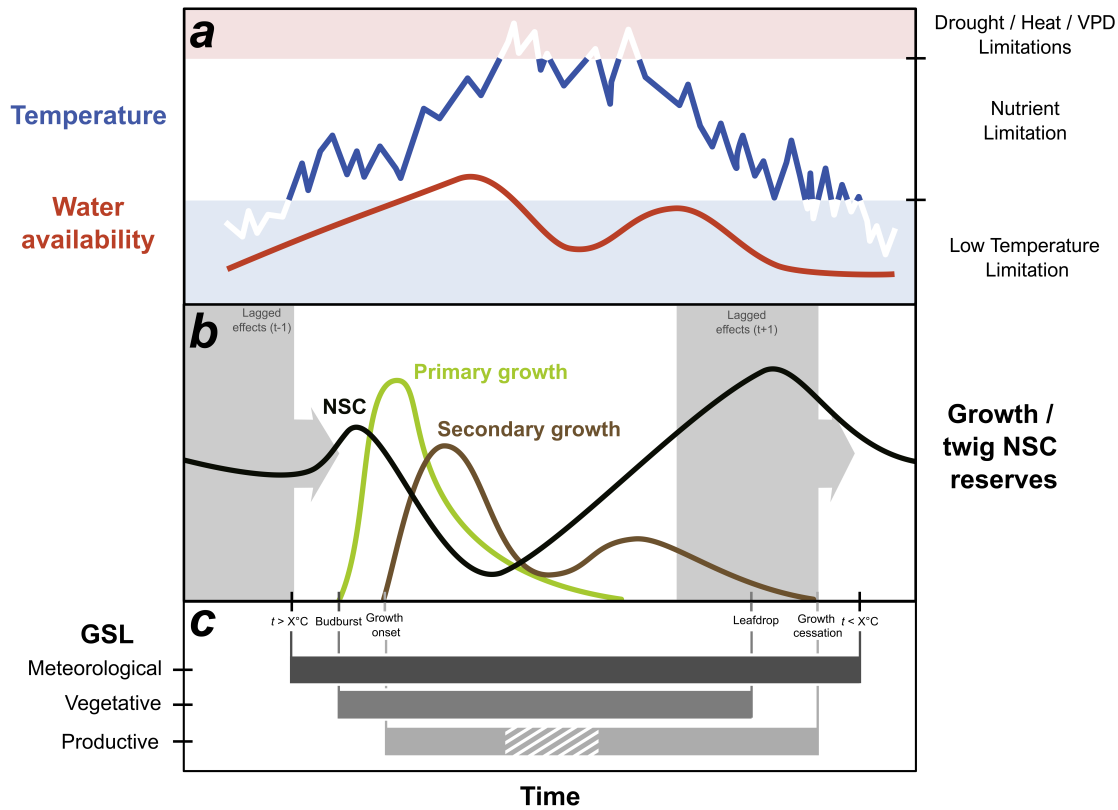 a
Drought / Heat / VPD
Limitations
Temperature
Nutrient
Limitation
Water
availability
Low Temperature
Limitation
b
Lagged
effects (t-1)
Lagged
effects (t+1)
Primary growth
NSC
Secondary growth
Growth /
twig NSC
reserves
c
GSL
t > X°C
Budburst
Growth
onset
Leafdrop
Growth
cessation
t < X°C
Meteorological
Vegetative
Productive
Time